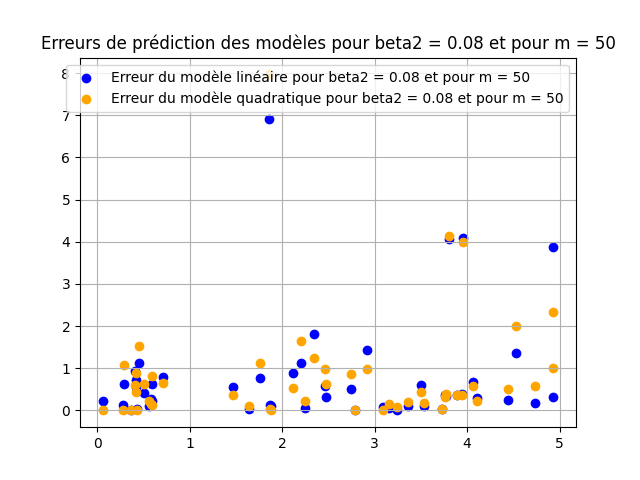 Erreurs de prédiction des modèles pour beta2 = 0.08 et pour m = 50
Erreur du modèle linéaire pour beta2 = 0.08 et pour m = 50
Erreur du modèle quadratique pour beta2 = 0.08 et pour m = 50
8
7
6
5
4
3
2
1
0
0 1 2 3 4 5